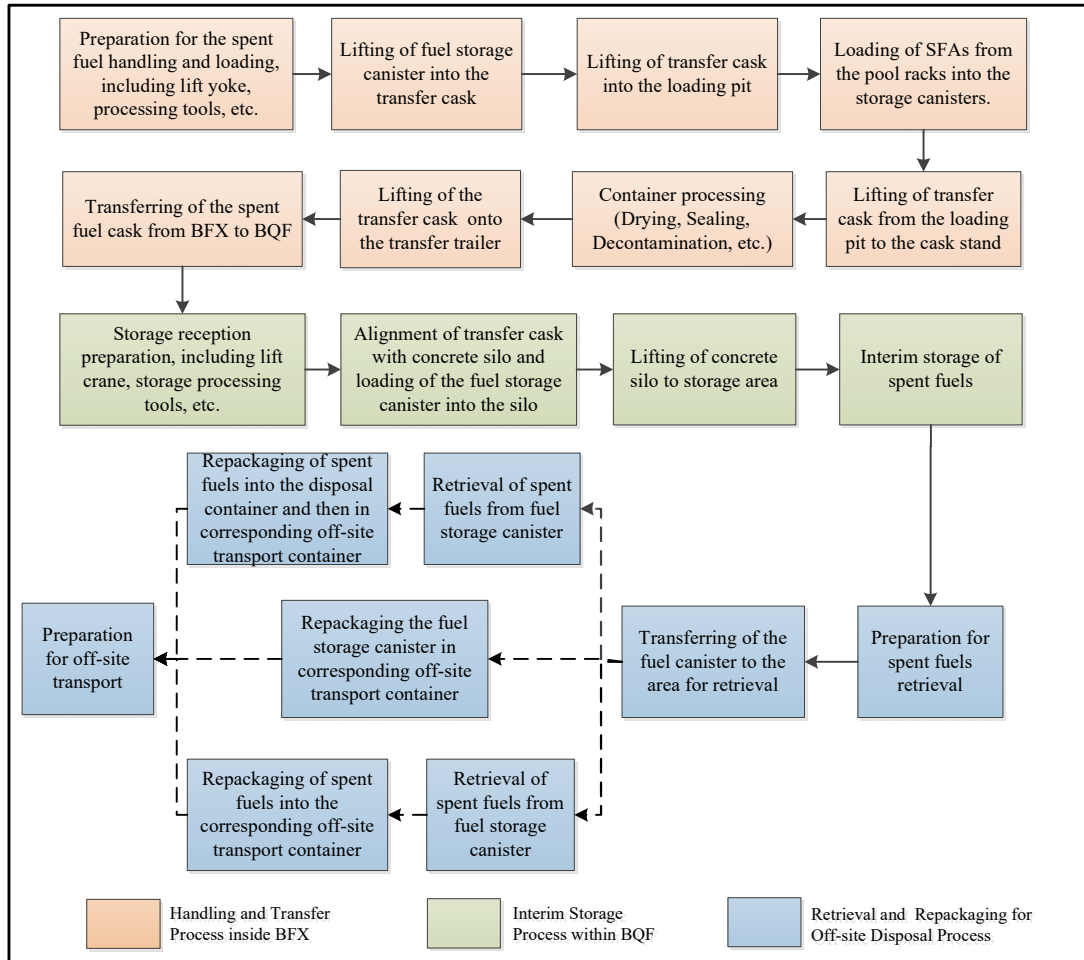 Preparation for the spent
fuel handling and loading,
including lift yoke,
processing tools, etc.
Lifting of fuel storage
canister into the
transfer cask
Lifting of transfer cask
into the loading pit
Loading of SFAs from
the pool racks into the
storage canisters.
Transferring of the spent
fuel cask from BFX to BQF
Lifting of the
transfer cask onto
the transfer trailer
Container processing
(Drying, Sealing,
Decontamination, etc.)
Lifting of transfer
cask from the loading
pit to the cask stand
Storage reception
preparation, including lift
crane, storage processing
tools, etc.
Alignment of transfer cask
with concrete silo and
loading of the fuel storage
canister into the silo
Lifting of concrete
silo to storage area
Interim storage of
spent fuels
Repackaging of spent
fuels into the disposal
container and then in
corresponding off-site
transport container
Retrieval of spent
fuels from fuel
storage canister
Preparation
for off-site
transport
Repackaging the fuel
storage canister in
corresponding off-site
transport container
Transferring of the
fuel canister to the
area for retrieval
Preparation for
spent fuels
retrieval
Repackaging of spent
fuels into the
corresponding off-site
transport container
Retrieval of
spent fuels from
fuel storage
canister
Handling and Transfer
Process inside BFX
Interim Storage
Process within BQF
Retrieval and Repackaging for
Off-site Disposal Process